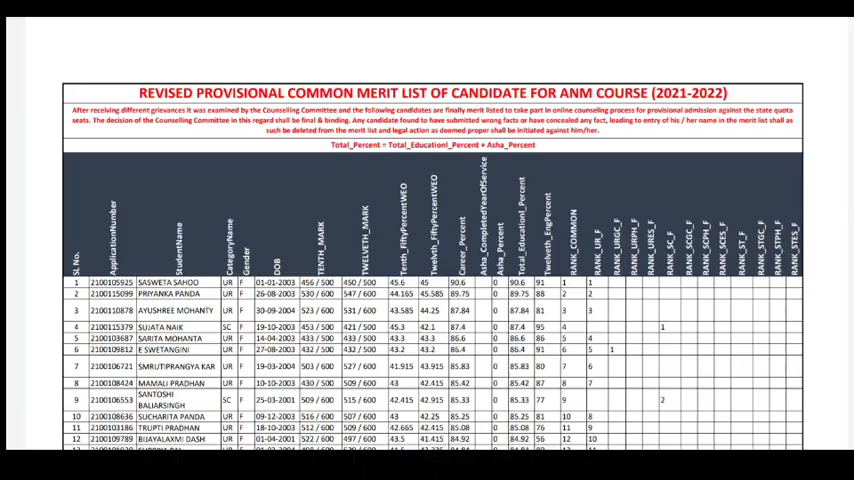 REVISED PROVISIONAL COMMON MERIT LIST OF CANDIDATE FOR ANM COURSE (2021-2022)
After receiving different grievances it was examined by the Counselling Committee and the following candidates are finally merit listed to take part in online counseling process for provisional admission against the state quota
seats. The decision of the Counselling Committee in this regard shall be final & binding. Any candidate found to have submitted wrong facts or have concealed any fact, leading to entry of his / her name in the merit list shall as
such be deleted from the merit list and legal action as deemed proper shall be initiated against him/her.
Total_Percent = Total_Educationl_Percent + Asha_Percent
SL No. ApplicationNumber StudentName CategoryName Gender DOB TENTH_MARK TWELVETH_MARK Tenth_FiftyPercentWEO Twelvth_FiftyPercentWEO Career_Percent Asha_CompletedYearOfService Asha_Percent Total_Educationl_Percent Twelveth_EngPercent RANK_COMMON RANK_UR_F RANK_URGC_F RANK_URPH_F RANK_URES_F RANK_SC_F RANK_SCGC_F RANK_SCPH_F RANK_SCES_F RANK_ST_F RANK_STGC_F RANK_STPH_F RANK_STES_F
1 2100105925 SASWETA SAHOO UR F 01-01-2003 456 / 500 450 / 500 45.6 45 90.6 0 90.6 91 1 1
2 2100115099 PRIYANKA PANDA UR F 26-08-2003 530 / 600 547 / 600 44.165 45.585 89.75 0 89.75 88 2 2
3 2100110878 AYUSHREE MOHANTY UR F 30-09-2004 523 / 600 531 / 600 43.585 44.25 87.84 0 87.84 81 3 3
4 2100115379 SUJATA NAIK SC F 19-10-2003 453 / 500 421 / 500 45.3 42.1 87.4 0 87.4 95 4 1
5 2100103687 SARITA MOHANTA UR F 14-04-2003 433 / 500 433 / 500 43.3 43.3 86.6 0 86.6 86 5 4
6 2100109812 E SWETANGINI UR F 27-08-2003 432 / 500 432 / 500 43.2 43.2 86.4 0 86.4 91 6 5 1
7 2100106721 SMRUTIPRANGYA KAR UR F 19-03-2004 503 / 600 527 / 600 41.915 43.915 85.83 0 85.83 80 7 6
8 2100108424 MAMALI PRADHAN UR F 10-10-2003 430 / 500 509 / 600 43 42.415 85.42 0 85.42 87 8 7
9 2100106553 SANTOSHI BALIARSINGH SC F 25-03-2001 509 / 600 515 / 600 42.415 42.915 85.33 0 85.33 77 9 2
10 2100108636 SUCHARITA PANDA UR F 09-12-2003 516 / 600 507 / 600 43 42.25 85.25 0 85.25 81 10 8
11 2100103186 TRUPTI PRADHAN UR F 18-10-2003 512 / 600 509 / 600 42.665 42.415 85.08 0 85.08 76 11 9
12 2100109789 BIJAYALAXMI DASH UR F 01-04-2001 522 / 600 497 / 600 43.5 41.415 84.92 0 84.92 56 12 10